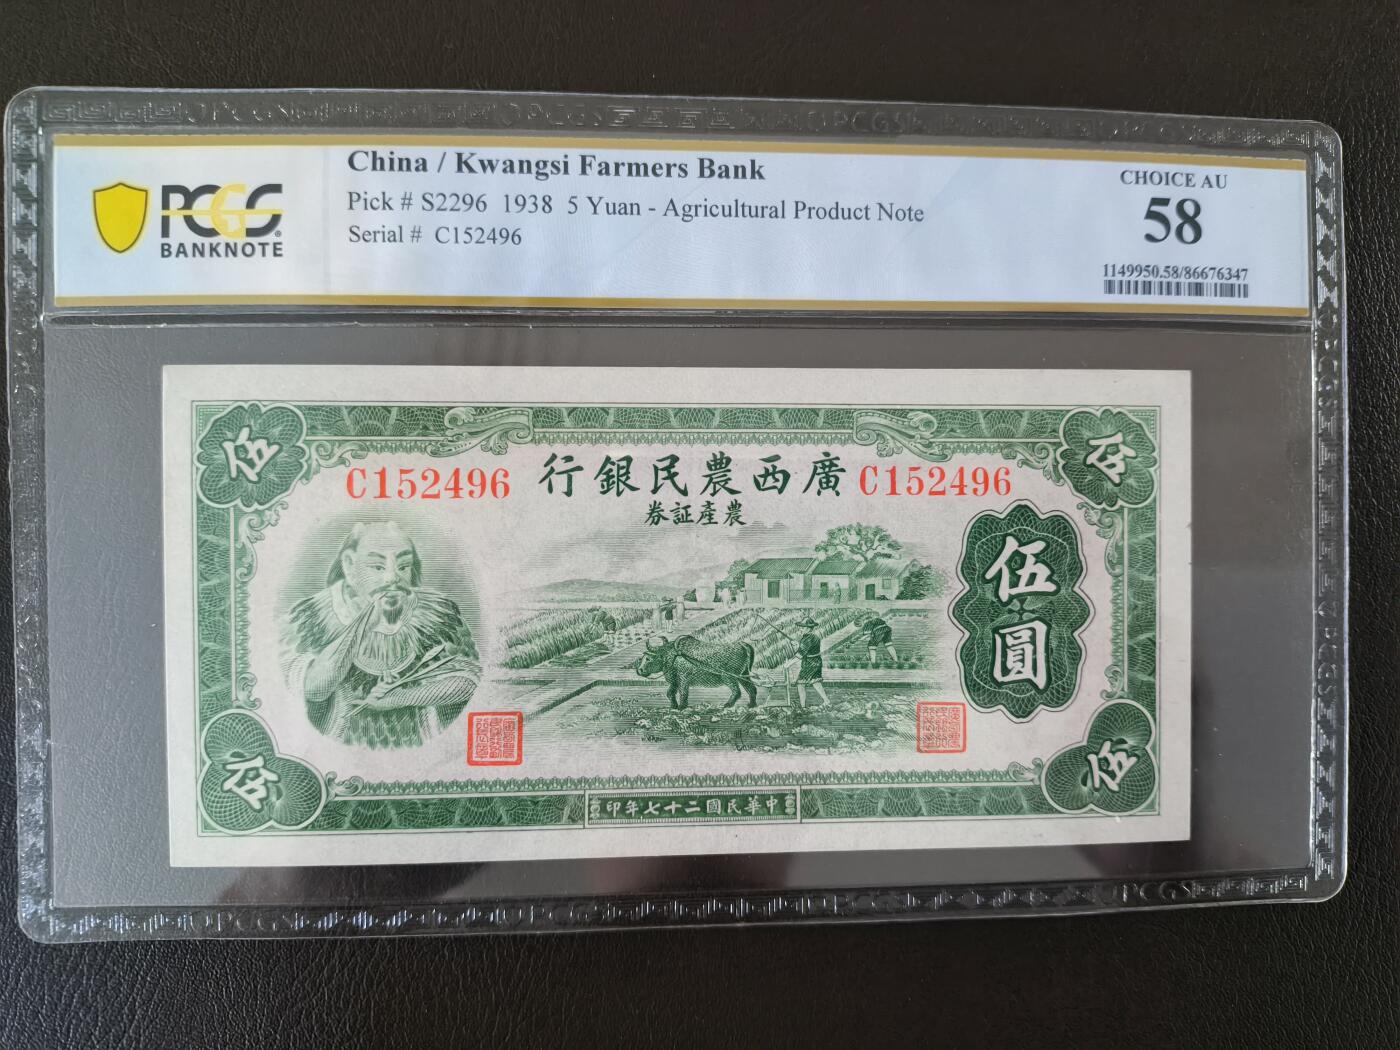 China / Kwangsi Farmers Bank
Pick # S2296 1938 5 Yuan - Agricultural Product Note
Serial # C152496
PCGS
BANKNOTE
CHOICE AU
58
1149950.58/86676347
伍
伍
C152496
行銀民農西廣
C152496
券証產農
伍
圓
伍
伍
印年七十二國民華中